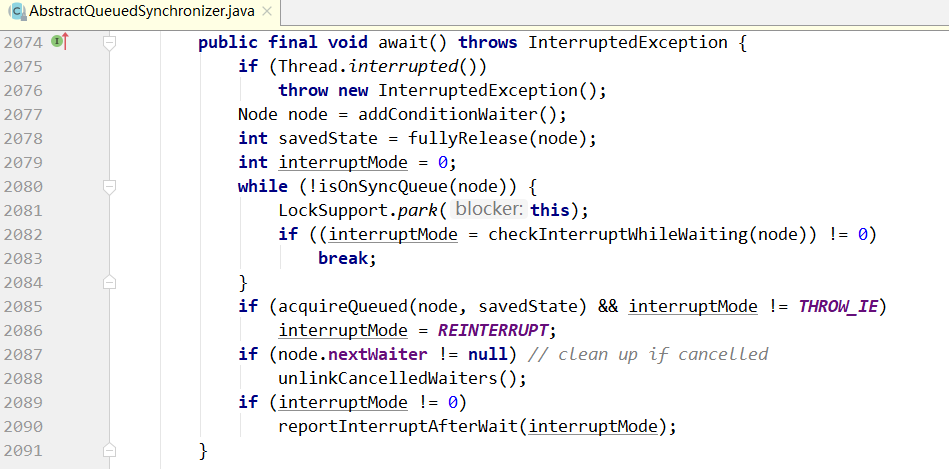 AbstractQueuedSynchronizer.java ×
2074 public final void await() throws InterruptedException {
2075 if (Thread.interrupted())
2076 throw new InterruptedException();
2077 Node node = addConditionWaiter();
2078 int savedState = fullyRelease(node);
2079 int interruptMode = 0;
2080 while (!isOnSyncQueue(node)) {
2081 LockSupport.park( blocker: this);
2082 if ((interruptMode = checkInterruptWhileWaiting(node)) != 0)
2083 break;
2084 }
2085 if (acquireQueued(node, savedState) && interruptMode != THROW_IE)
2086 interruptMode = REINTERRUPT;
2087 if (node.nextWaiter != null) // clean up if cancelled
2088 unlinkCancelledWaiters();
2089 if (interruptMode != 0)
2090 reportInterruptAfterWait(interruptMode);
2091 }